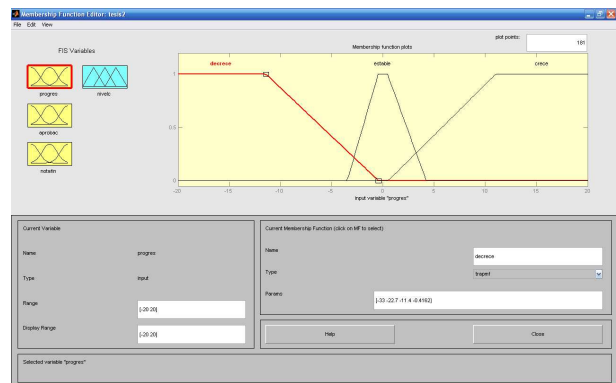 Membership Function Editor: tesis2
File Edit View
FIS Variables
Membership function plots
plot points:
181
progres
nivelc
aprobac
notafin
decrece
estable
crece
1
0.5
0
-20 -15 -10 -5 0 5 10 15 20
input variable "progres"
Current Variable
Name progres
Type input
Range [-20 20]
Display Range [-20 20]
Current Membership Function (click on MF to select)
Name decrece
Type trapmf
Params [-33 -22.7 -11.4 -0.4162]
Help Close
Selected variable "progres"